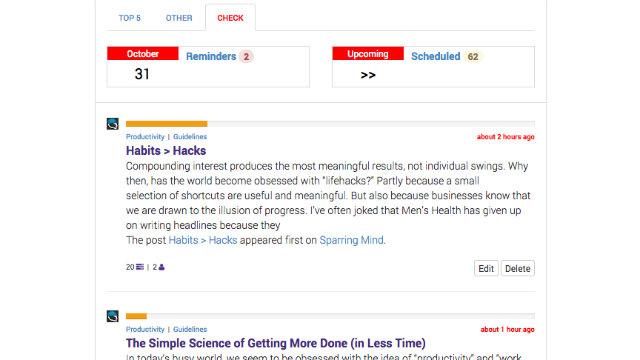 TOP 5 OTHER CHECK
October Reminders 2 Upcoming Scheduled 62
31 >>
Productivity | Guidelines about 2 hours ago
Habits > Hacks
Compounding interest produces the most meaningful results, not individual swings. Why
then, has the world become obsessed with “lifehacks?” Partly because a small
selection of shortcuts are useful and meaningful. But also because businesses know that
we are drawn to the illusion of progress. I’ve often joked that Men’s Health has given up
on writing headlines because they
The post Habits > Hacks appeared first on Sparring Mind.
20 | 2 Edit Delete
Productivity | Guidelines about 1 hour ago
The Simple Science of Getting More Done (in Less Time)
In today’s busy world, we seem to be obsessed with the idea of “productivity” and “work